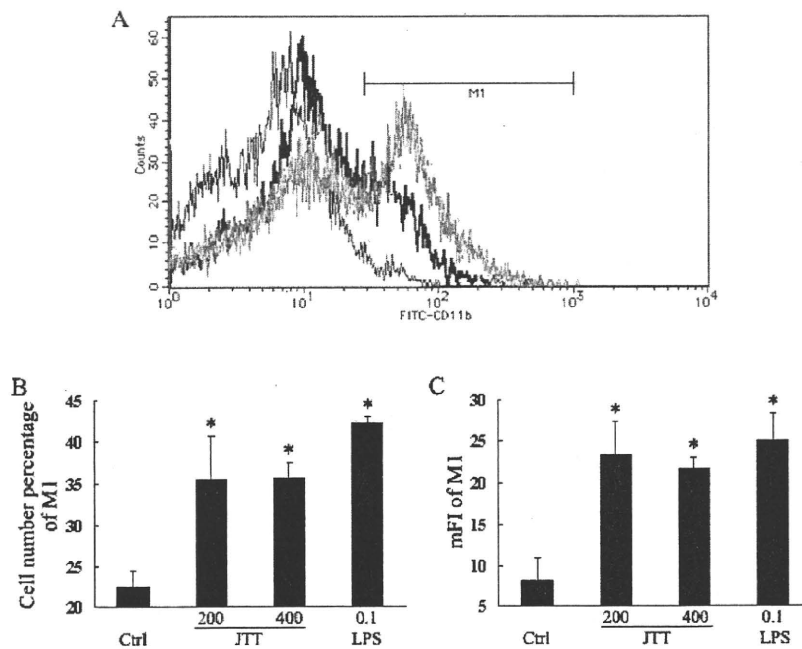 A
60
50
40
30
20
10
0
Counts
M1
10^0 10^1 10^2 10^3 10^4
FITC-CD11b
B
Cell number percentage
of M1
45
40
35
30
25
20
*
*
*
200 400 0.1
Ctrl JTT LPS
C
mFI of M1
30
25
20
15
10
5
*
*
*
200 400 0.1
Ctrl JTT LPS